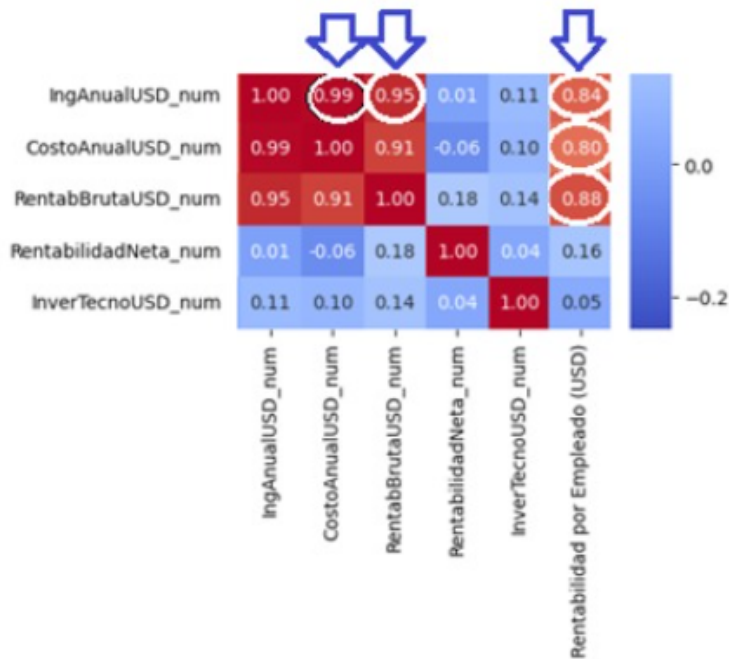 IngAnualUSD_num 1.00 0.99 0.95 0.01 0.11 0.84
CostoAnualUSD_num 0.99 1.00 0.91 -0.06 0.10 0.80
RentabBrutaUSD_num 0.95 0.91 1.00 0.18 0.14 0.88
RentabilidadNeta_num 0.01 -0.06 0.18 1.00 0.04 0.16
InverTecnoUSD_num 0.11 0.10 0.14 0.04 1.00 0.05
0.0
−0.2
IngAnualUSD_num
CostoAnualUSD_num
RentabBrutaUSD_num
RentabilidadNeta_num
InverTecnoUSD_num
Rentabilidad por Empleado (USD)